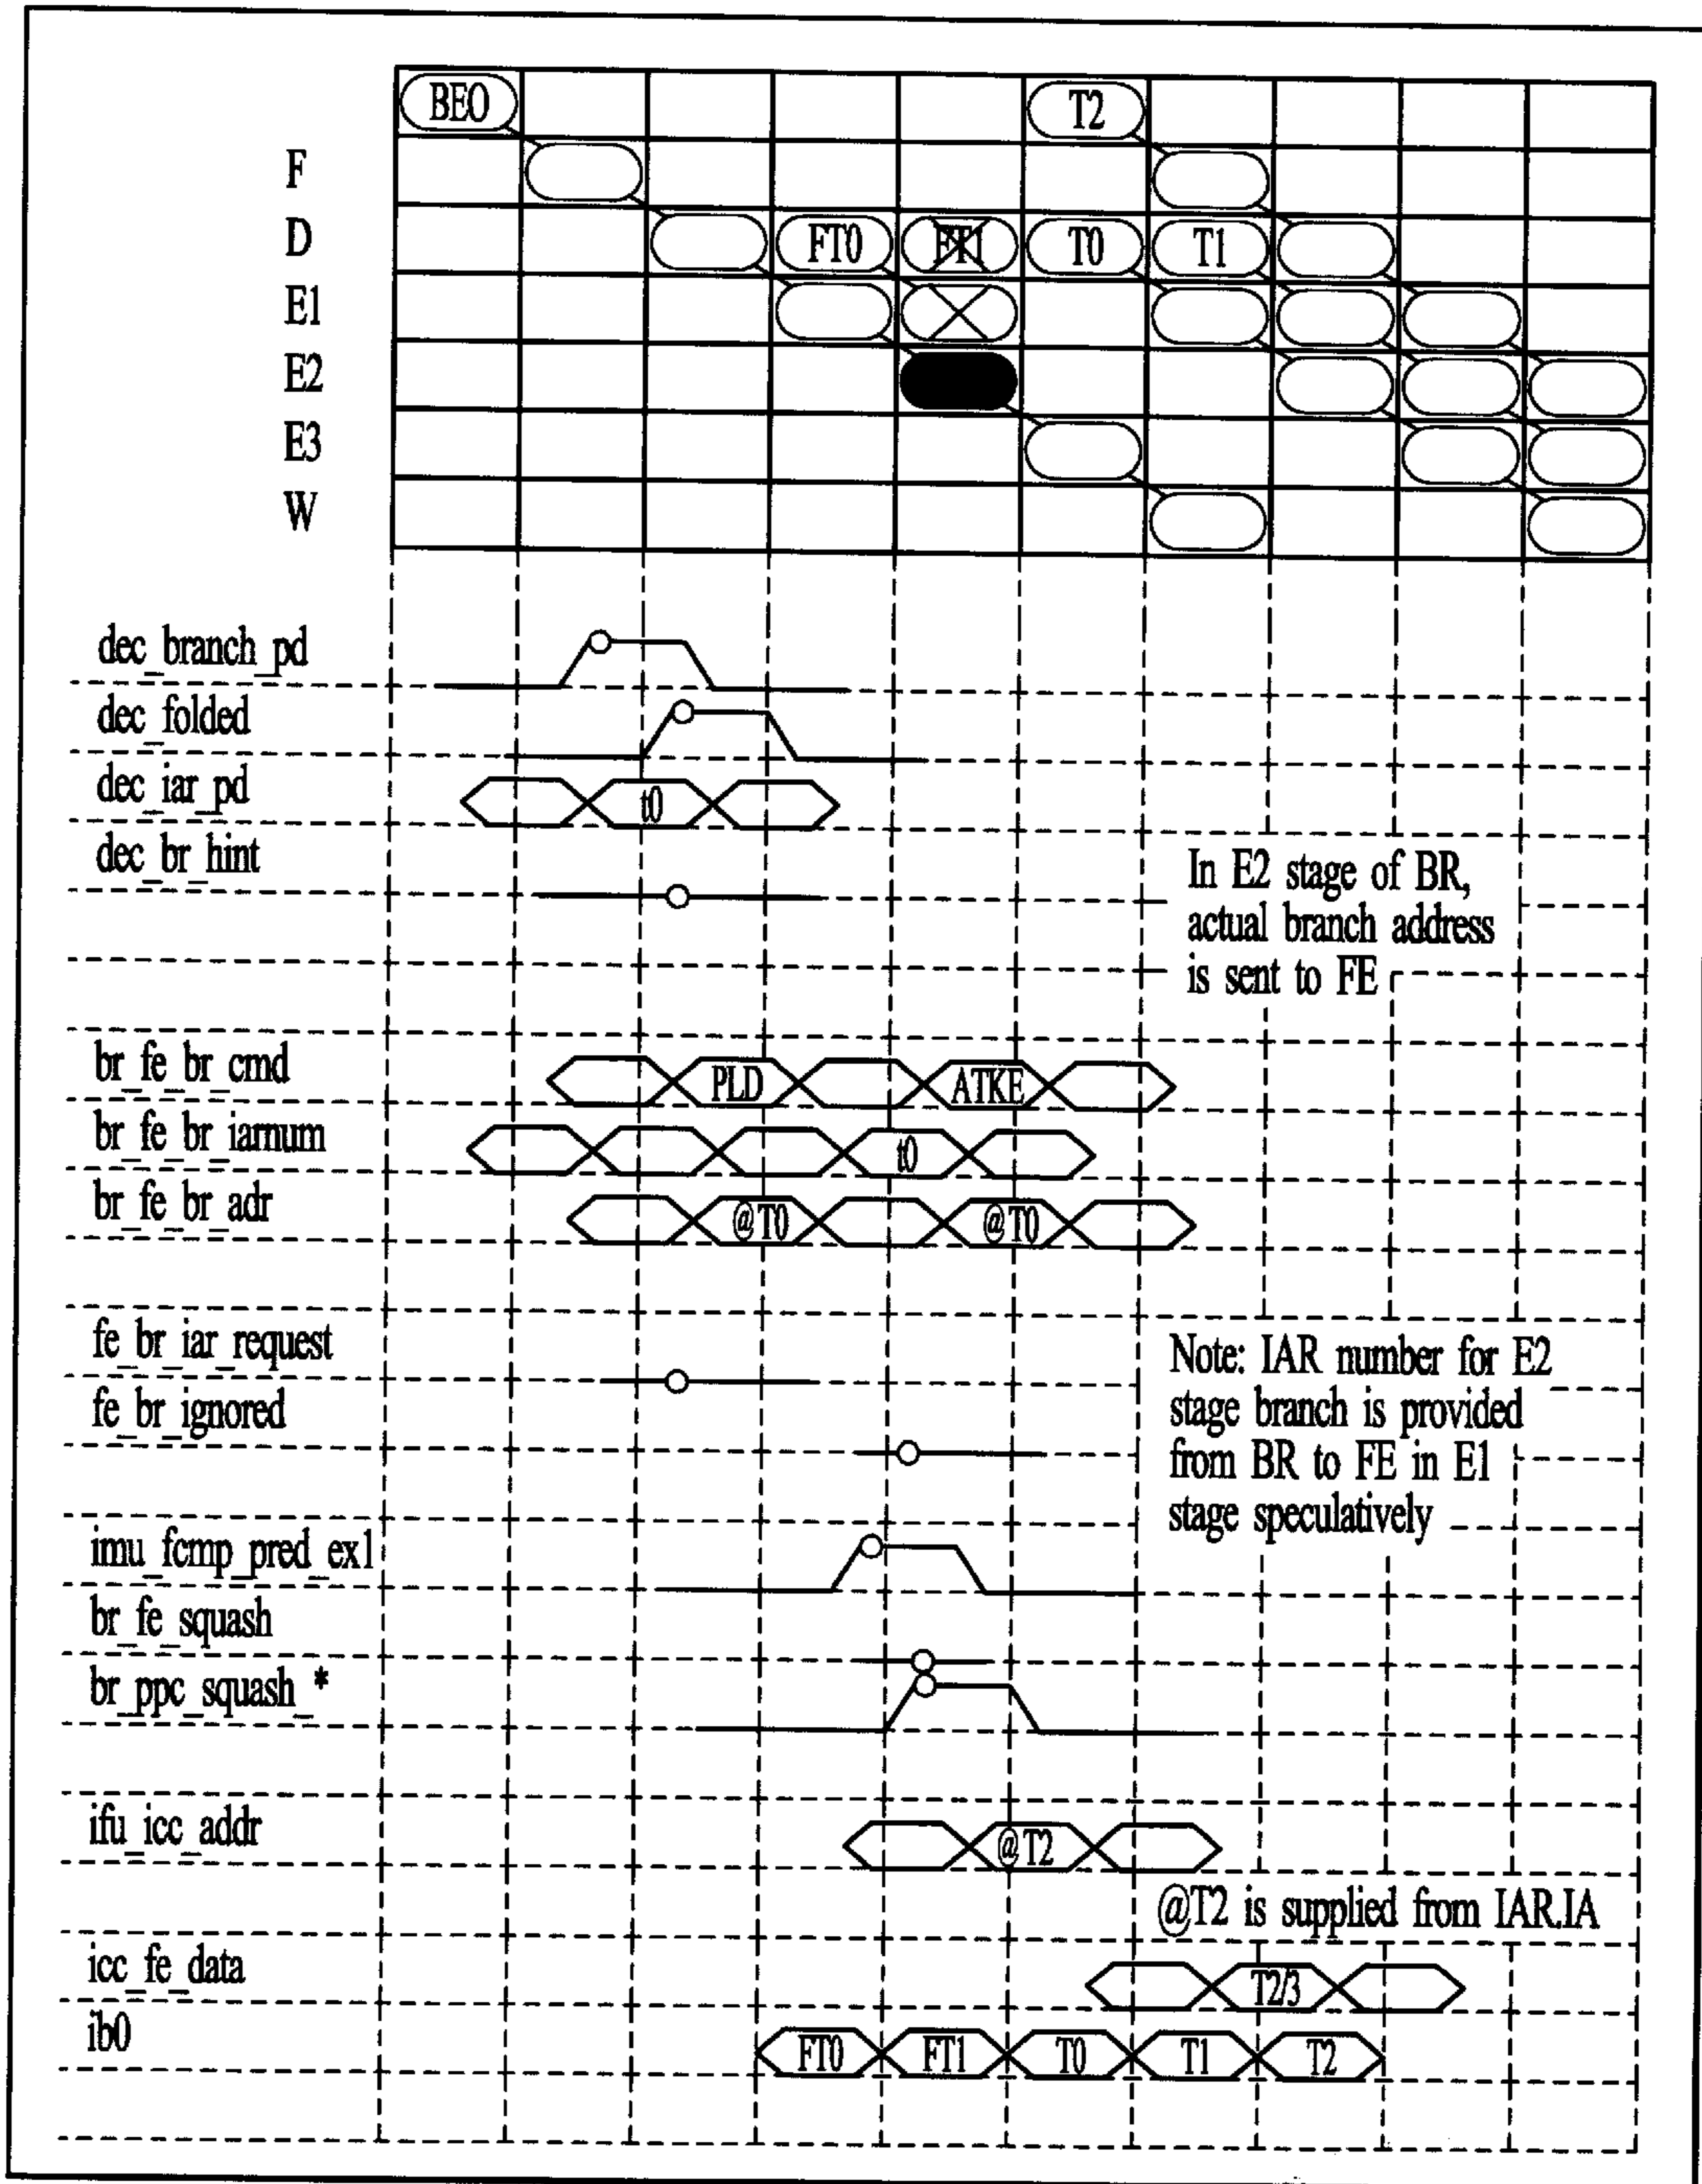 BEO T2
F
D FT0 FT1 T0 T1
E1
E2
E3
W
dec_branch_pd
dec_folded
dec_iar_pd t0
dec_br_hint
In E2 stage of BR,
actual branch address
is sent to FE
br_fe_br_cmd PLD ATKE
br_fe_br_iarnum t0
br_fe_br_adr @T0 @T0
fe_br_iar_request
fe_br_ignored
Note: IAR number for E2
stage branch is provided
from BR to FE in E1
stage speculatively
imu_fcmp_pred_ex1
br_fe_squash
br_ppc_squash_*
ifu_icc_addr @T2
@T2 is supplied from IAR.IA
icc_fe_data T2/3
ib0 FT0 FT1 T0 T1 T2